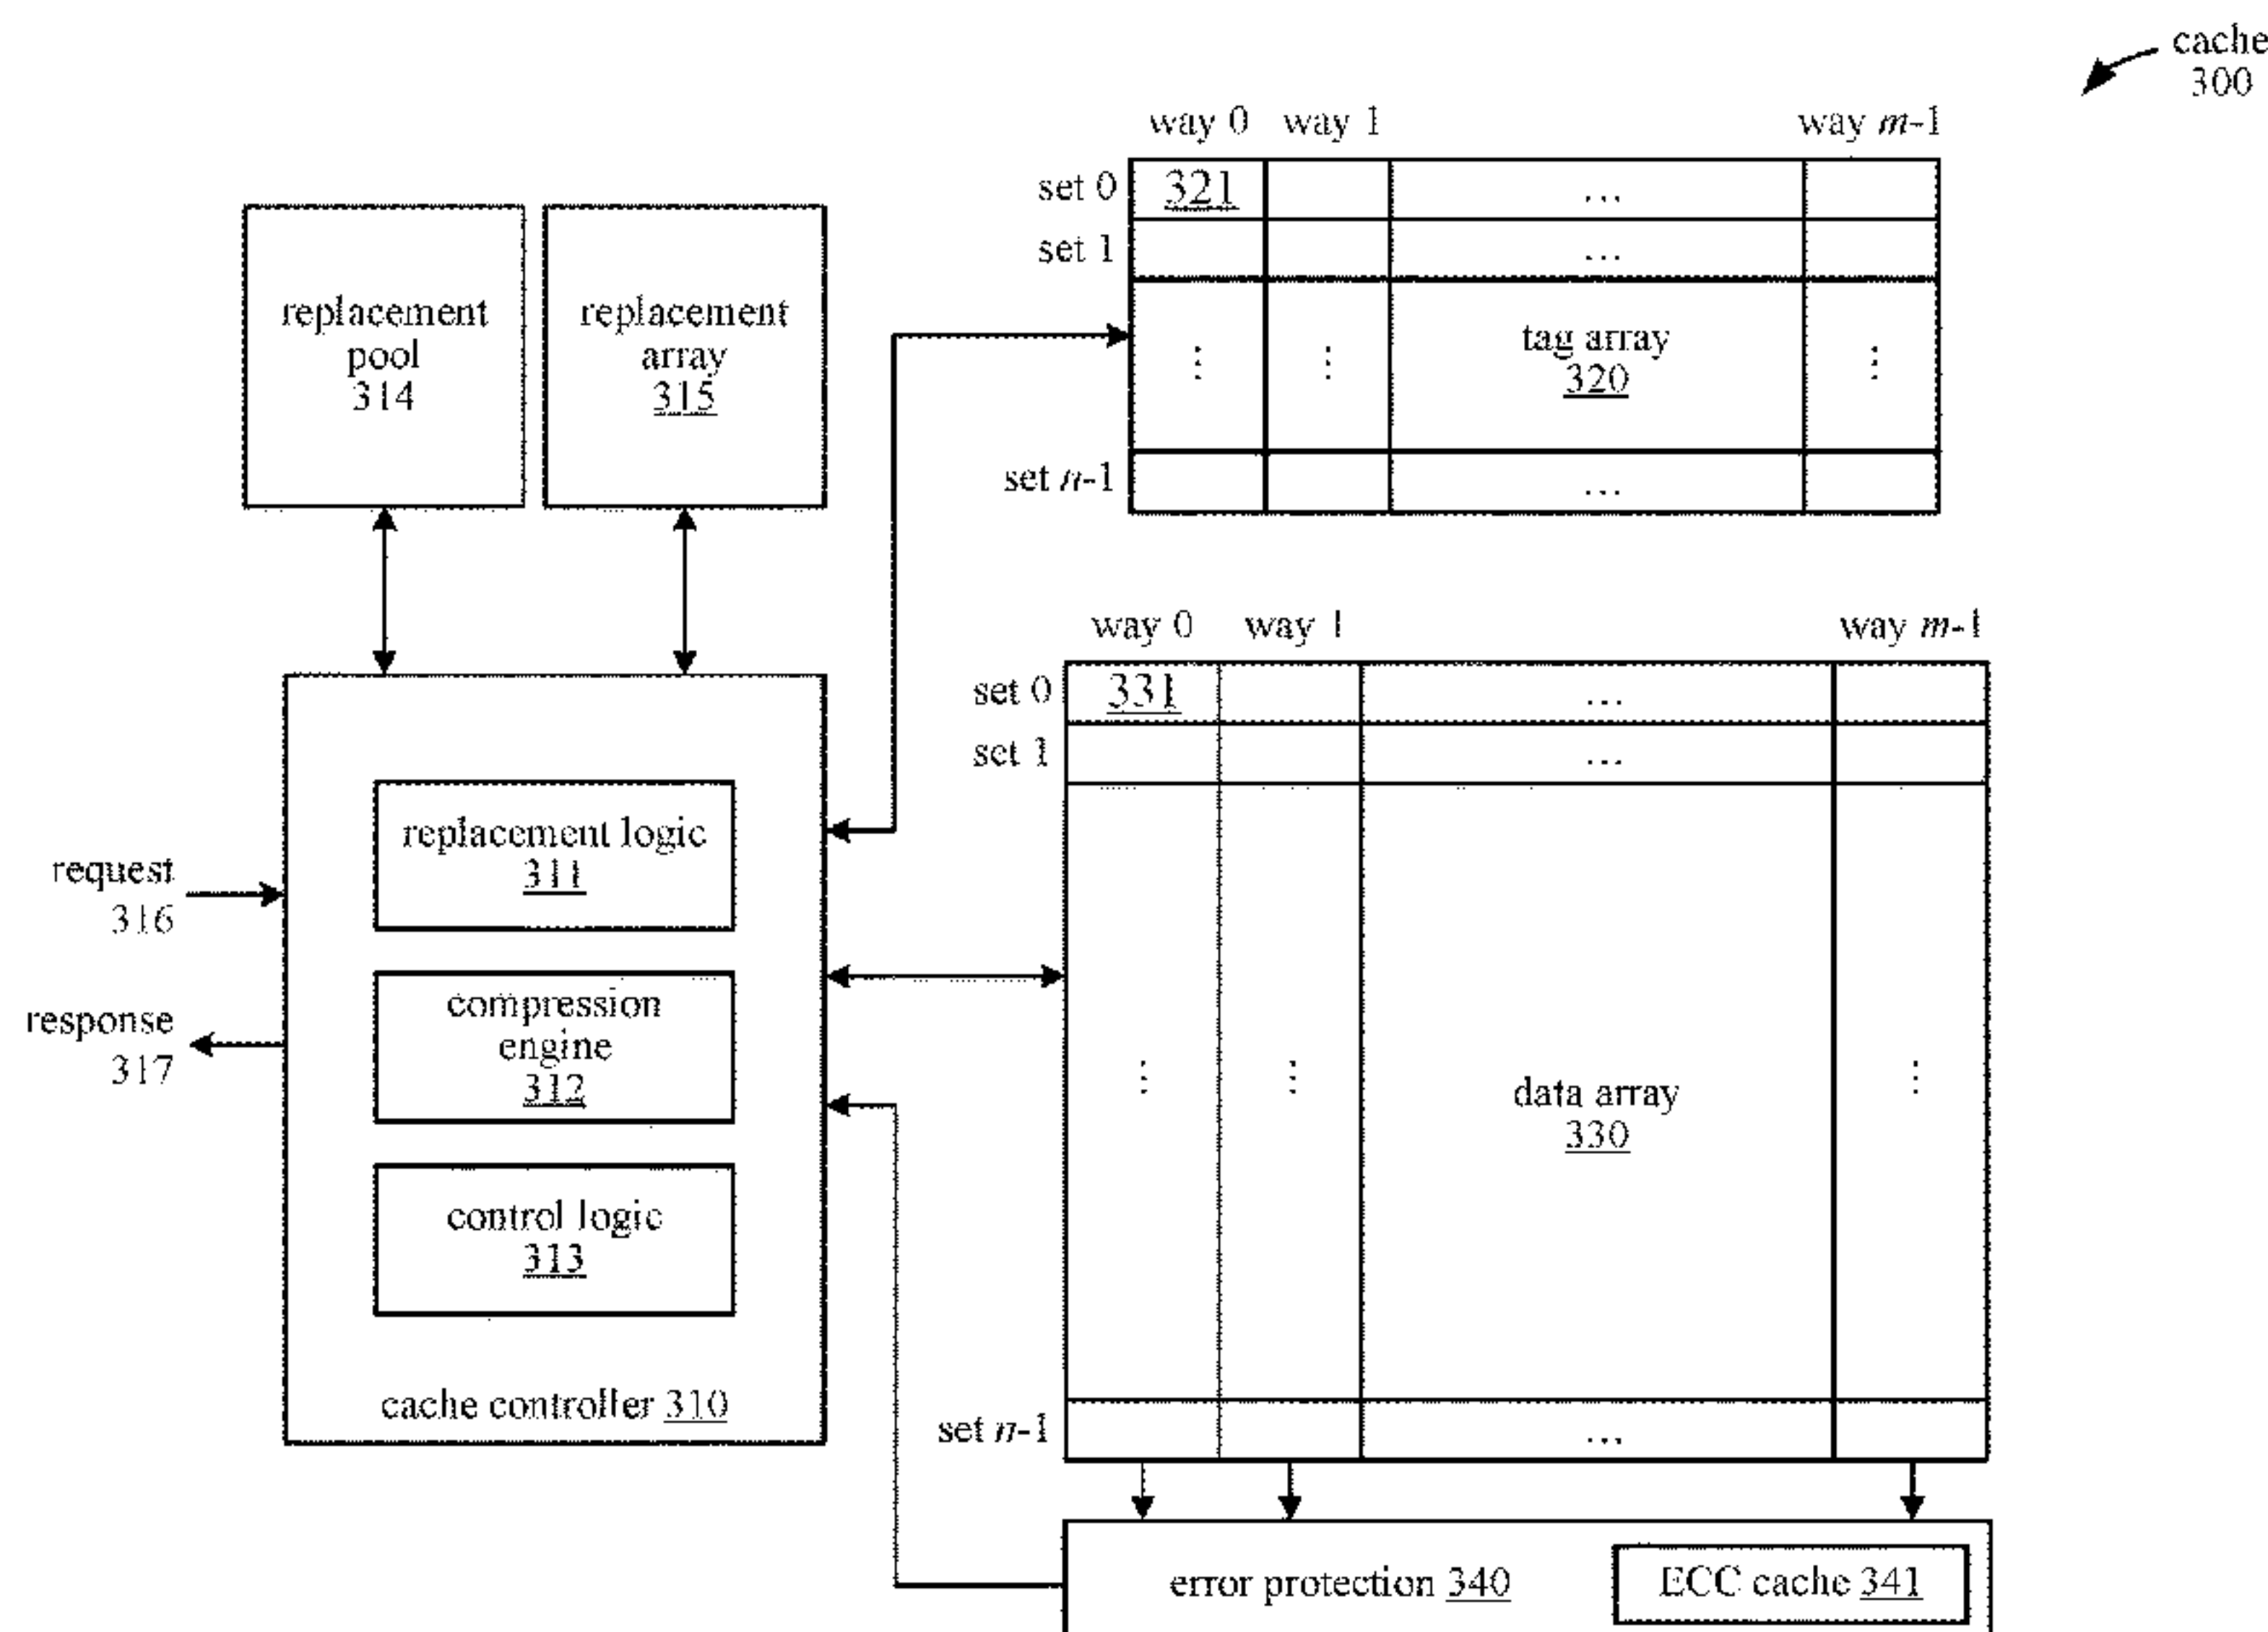 cache
300
way 0 way 1 way m-1
set 0 321 ...
set 1 ...
replacement
pool
314
replacement
array
315
⋮ ⋮ tag array ⋮
320
set n-1 ...
way 0 way 1 way m-1
set 0 331 ...
set 1 ...
request
316
response
317
replacement logic
311
compression
engine
312
control logic
313
cache controller 310
⋮ ⋮ data array ⋮
330
set n-1 ...
error protection 340 ECC cache 341